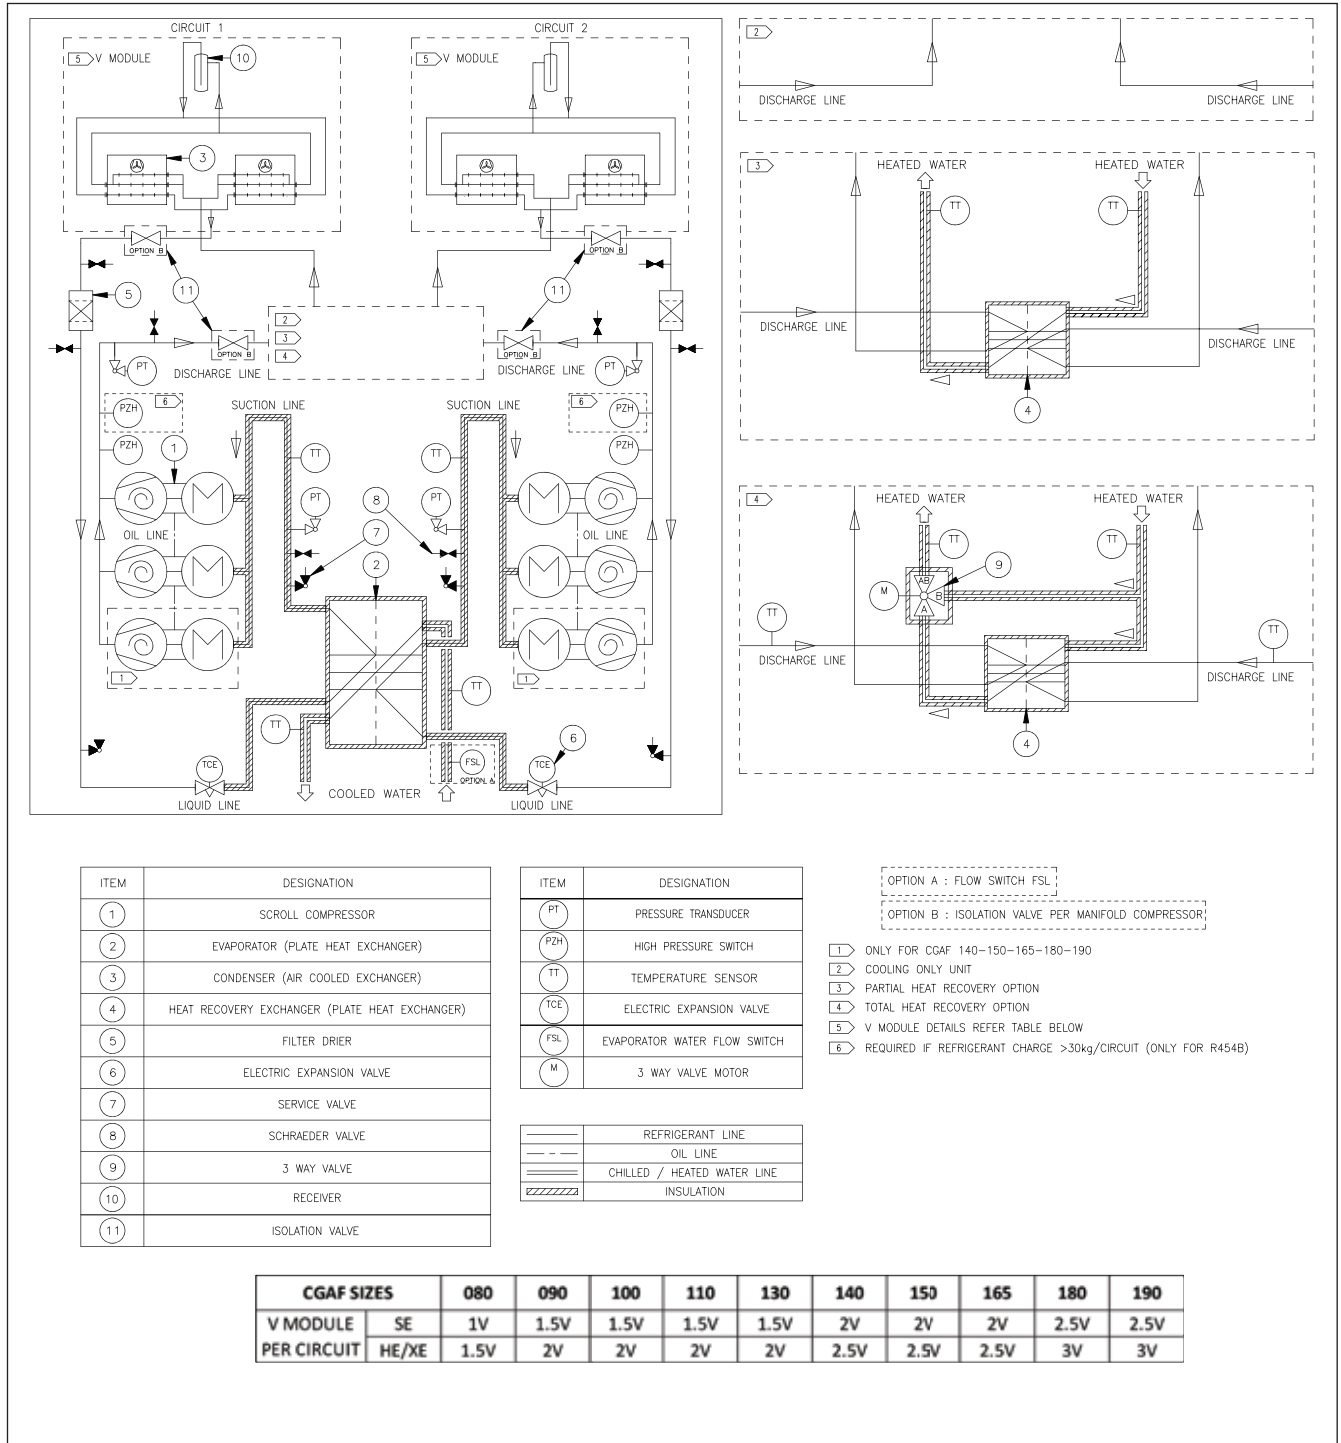 CIRCUIT 1
CIRCUIT 2
5 V MODULE
10
5 V MODULE
3
OPTION B
OPTION B
5
11
11
2
3
4
OPTION B
OPTION B
DISCHARGE LINE
DISCHARGE LINE
PT
PT
SUCTION LINE
SUCTION LINE
PZH
6
6
PZH
PZH
PZH
1
TT
TT
PT
PT
8
7
2
OIL LINE
OIL LINE
M
M
M
M
M
M
1
1
TT
TT
6
TCE
FSL
OPTION A
TCE
LIQUID LINE
COOLED WATER
LIQUID LINE
2
DISCHARGE LINE
DISCHARGE LINE
3
HEATED WATER
HEATED WATER
TT
TT
DISCHARGE LINE
DISCHARGE LINE
4
4
HEATED WATER
HEATED WATER
TT
TT
9
M
AB
B
A
TT
TT
DISCHARGE LINE
DISCHARGE LINE
4
ITEM DESIGNATION
1 SCROLL COMPRESSOR
2 EVAPORATOR (PLATE HEAT EXCHANGER)
3 CONDENSER (AIR COOLED EXCHANGER)
4 HEAT RECOVERY EXCHANGER (PLATE HEAT EXCHANGER)
5 FILTER DRIER
6 ELECTRIC EXPANSION VALVE
7 SERVICE VALVE
8 SCHRAEDER VALVE
9 3 WAY VALVE
10 RECEIVER
11 ISOLATION VALVE
ITEM DESIGNATION
PT PRESSURE TRANSDUCER
PZH HIGH PRESSURE SWITCH
TT TEMPERATURE SENSOR
TCE ELECTRIC EXPANSION VALVE
FSL EVAPORATOR WATER FLOW SWITCH
M 3 WAY VALVE MOTOR
REFRIGERANT LINE
OIL LINE
CHILLED / HEATED WATER LINE
INSULATION
OPTION A : FLOW SWITCH FSL
OPTION B : ISOLATION VALVE PER MANIFOLD COMPRESSOR
1 ONLY FOR CGAF 140-150-165-180-190
2 COOLING ONLY UNIT
3 PARTIAL HEAT RECOVERY OPTION
4 TOTAL HEAT RECOVERY OPTION
5 V MODULE DETAILS REFER TABLE BELOW
6 REQUIRED IF REFRIGERANT CHARGE >30kg/CIRCUIT (ONLY FOR R454B)
CGAF SIZES 080 090 100 110 130 140 150 165 180 190
V MODULE SE 1V 1.5V 1.5V 1.5V 1.5V 2V 2V 2V 2.5V 2.5V
PER CIRCUIT HE/XE 1.5V 2V 2V 2V 2V 2.5V 2.5V 2.5V 3V 3V